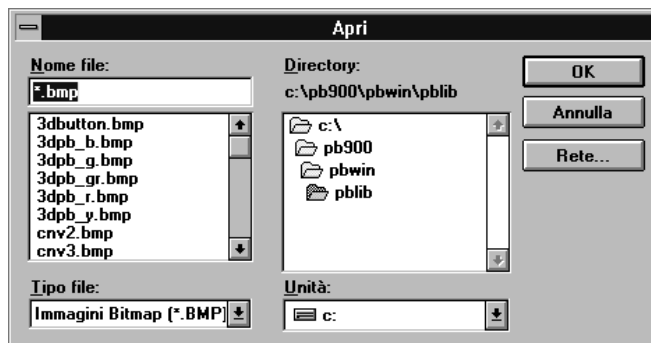 Apri
Nome file:
*.bmp
3dbutton.bmp
3dpb_b.bmp
3dpb_g.bmp
3dpb_gr.bmp
3dpb_r.bmp
3dpb_y.bmp
cnv2.bmp
cnv3.bmp
Tipo file:
Immagini Bitmap (*.BMP)
Directory:
c:\pb900\pbwin\pblib
c:\
pb900
pbwin
pblib
Unità:
c:
OK
Annulla
Rete...